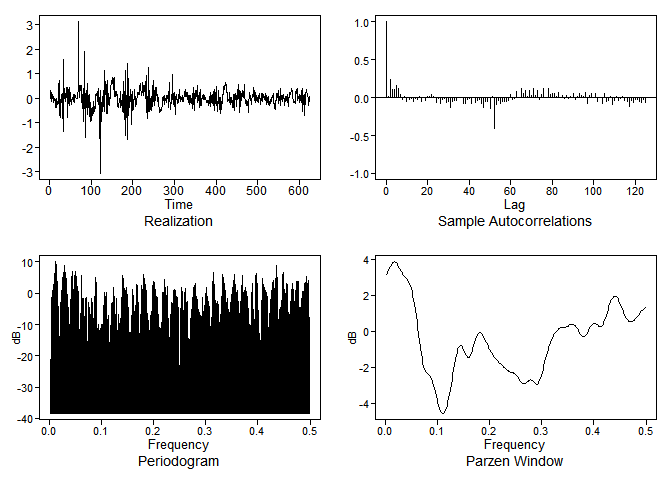 3
2
1
0
-1
-2
-3
0 100 200 300 400 500 600
Time
Realization
1.0
0.5
0.0
-0.5
-1.0
0 20 40 60 80 100 120
Lag
Sample Autocorrelations
10
0
-10
-20
-30
-40
dB
0.0 0.1 0.2 0.3 0.4 0.5
Frequency
Periodogram
4
2
0
-2
-4
dB
0.0 0.1 0.2 0.3 0.4 0.5
Frequency
Parzen Window